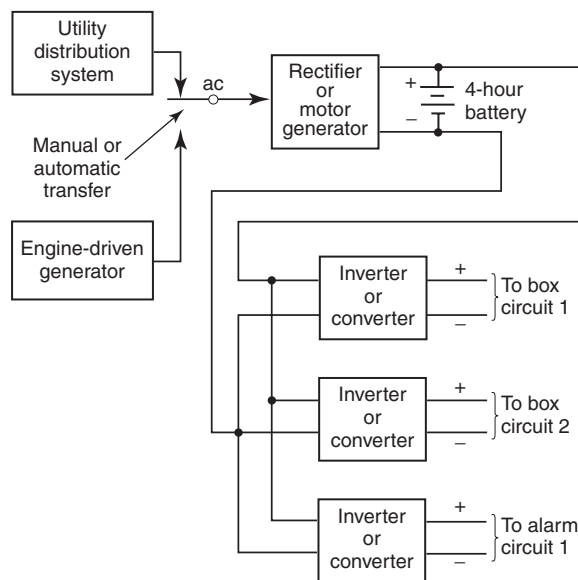 Utility
distribution
system
ac
Manual or
automatic
transfer
Engine-driven
generator
Rectifier
or
motor
generator
+
–
4-hour
battery
Inverter
or
converter
+
–
To box
circuit 1
Inverter
or
converter
+
–
To box
circuit 2
Inverter
or
converter
+
–
To alarm
circuit 1